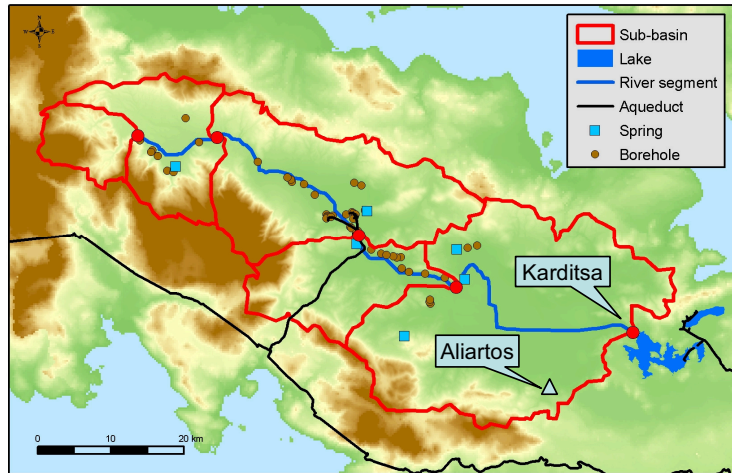 N
W
E
S
Sub-basin
Lake
River segment
Aqueduct
Spring
Borehole
Karditsa
Aliartos
0 10 20 km